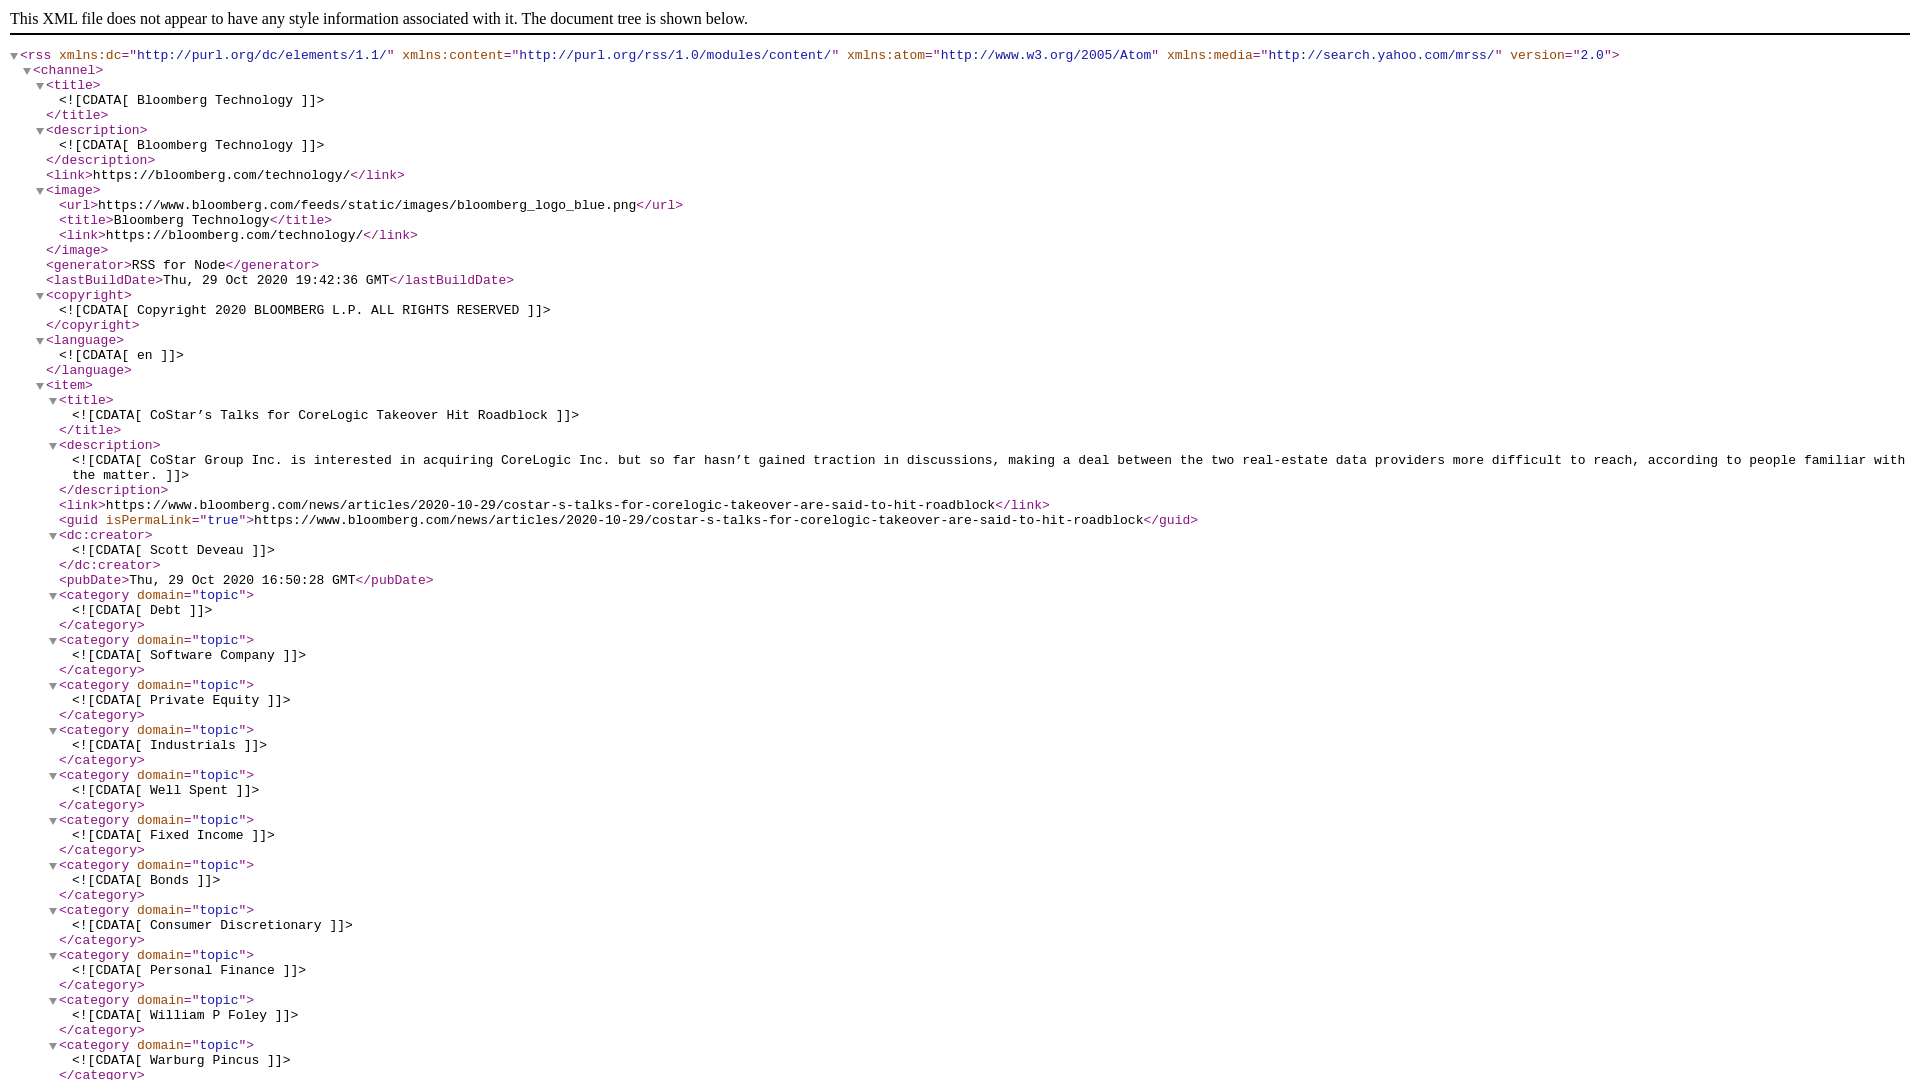 This XML file does not appear to have any style information associated with it. The document tree is shown below.
<rss xmlns:dc="http://purl.org/dc/elements/1.1/" xmlns:content="http://purl.org/rss/1.0/modules/content/" xmlns:atom="http://www.w3.org/2005/Atom" xmlns:media="http://search.yahoo.com/mrss/" version="2.0">
<channel>
<title>
<![CDATA[ Bloomberg Technology ]]>
</title>
<description>
<![CDATA[ Bloomberg Technology ]]>
</description>
<link>https://bloomberg.com/technology/</link>
<image>
<url>https://www.bloomberg.com/feeds/static/images/bloomberg_logo_blue.png</url>
<title>Bloomberg Technology</title>
<link>https://bloomberg.com/technology/</link>
</image>
<generator>RSS for Node</generator>
<lastBuildDate>Thu, 29 Oct 2020 19:42:36 GMT</lastBuildDate>
<copyright>
<![CDATA[ Copyright 2020 BLOOMBERG L.P. ALL RIGHTS RESERVED ]]>
</copyright>
<language>
<![CDATA[ en ]]>
</language>
<item>
<title>
<![CDATA[ CoStar’s Talks for CoreLogic Takeover Hit Roadblock ]]>
</title>
<description>
<![CDATA[ CoStar Group Inc. is interested in acquiring CoreLogic Inc. but so far hasn’t gained traction in discussions, making a deal between the two real-estate data providers more difficult to reach, according to people familiar with
the matter. ]]>
</description>
<link>https://www.bloomberg.com/news/articles/2020-10-29/costar-s-talks-for-corelogic-takeover-are-said-to-hit-roadblock</link>
<guid isPermaLink="true">https://www.bloomberg.com/news/articles/2020-10-29/costar-s-talks-for-corelogic-takeover-are-said-to-hit-roadblock</guid>
<dc:creator>
<![CDATA[ Scott Deveau ]]>
</dc:creator>
<pubDate>Thu, 29 Oct 2020 16:50:28 GMT</pubDate>
<category domain="topic">
<![CDATA[ Debt ]]>
</category>
<category domain="topic">
<![CDATA[ Software Company ]]>
</category>
<category domain="topic">
<![CDATA[ Private Equity ]]>
</category>
<category domain="topic">
<![CDATA[ Industrials ]]>
</category>
<category domain="topic">
<![CDATA[ Well Spent ]]>
</category>
<category domain="topic">
<![CDATA[ Fixed Income ]]>
</category>
<category domain="topic">
<![CDATA[ Bonds ]]>
</category>
<category domain="topic">
<![CDATA[ Consumer Discretionary ]]>
</category>
<category domain="topic">
<![CDATA[ Personal Finance ]]>
</category>
<category domain="topic">
<![CDATA[ William P Foley ]]>
</category>
<category domain="topic">
<![CDATA[ Warburg Pincus ]]>
</category>